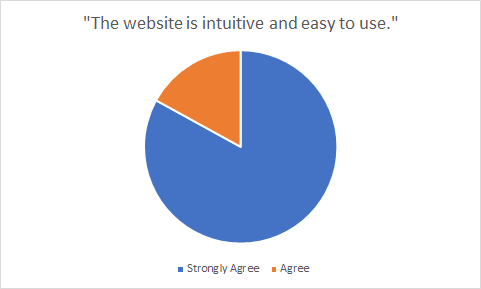 "The website is intuitive and easy to use."
Strongly Agree Agree